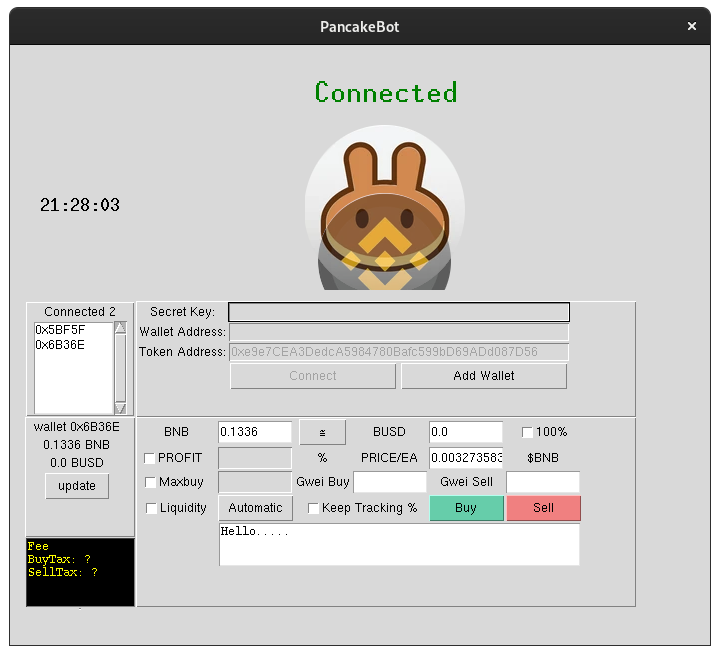 PancakeBot ×
Connected
21:28:03
Connected 2
0x5BF5F
0x6B36E
Secret Key:
Wallet Address:
Token Address: 0xe9e7CEA3DedcA5984780Bafc599bD69ADd087D56
Connect Add Wallet
wallet 0x6B36E
0.1336 BNB
0.0 BUSD
update
BNB 0.1336 ≅ BUSD 0.0 100%
PROFIT % PRICE/EA 0.003273583 $BNB
Maxbuy Gwei Buy Gwei Sell
Liquidity Automatic Keep Tracking % Buy Sell
Hello.....
Fee
BuyTax: ?
SellTax: ?